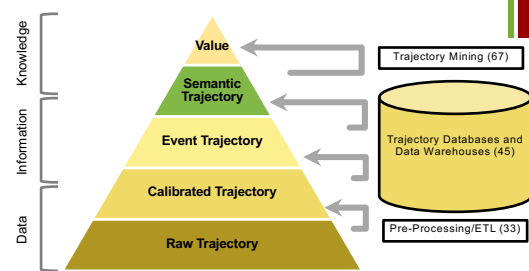 Knowledge
Information
Data
Value
Semantic
Trajectory
Event Trajectory
Calibrated Trajectory
Raw Trajectory
Trajectory Mining (67)
Trajectory Databases and
Data Warehouses (45)
Pre-Processing/ETL (33)